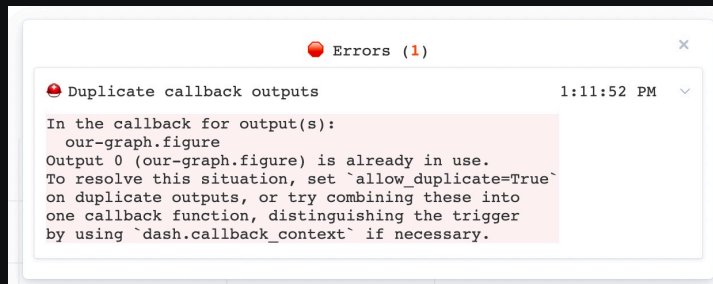 Errors (1)
×
Duplicate callback outputs 1:11:52 PM
In the callback for output(s):
our-graph.figure
Output 0 (our-graph.figure) is already in use.
To resolve this situation, set `allow_duplicate=True`
on duplicate outputs, or try combining these into
one callback function, distinguishing the trigger
by using `dash.callback_context` if necessary.